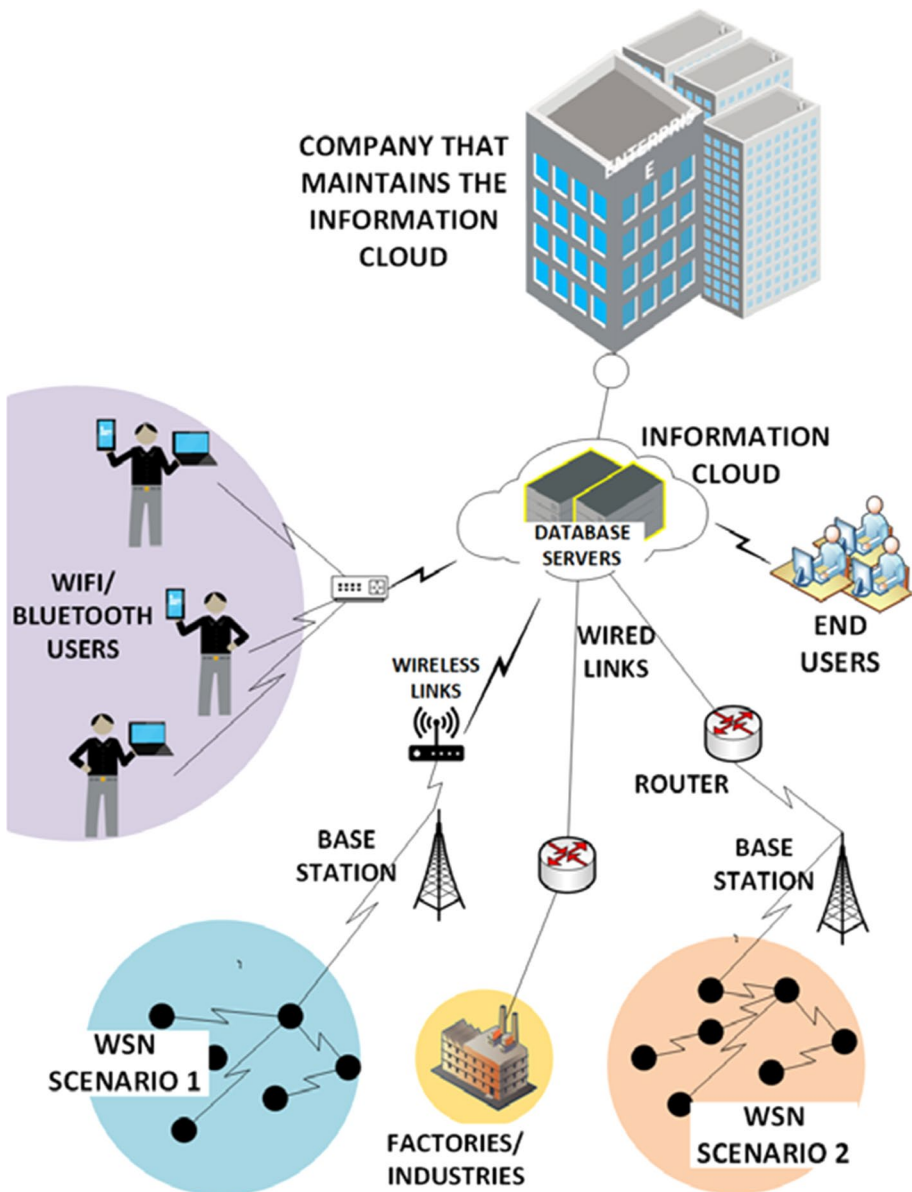 COMPANY THAT
MAINTAINS THE
INFORMATION
CLOUD
ENTERPRIS
E
INFORMATION
CLOUD
DATABASE
SERVERS
WIFI/
BLUETOOTH
USERS
END
USERS
WIRELESS
LINKS
WIRED
LINKS
ROUTER
BASE
STATION
BASE
STATION
WSN
SCENARIO 1
FACTORIES/
INDUSTRIES
WSN
SCENARIO 2